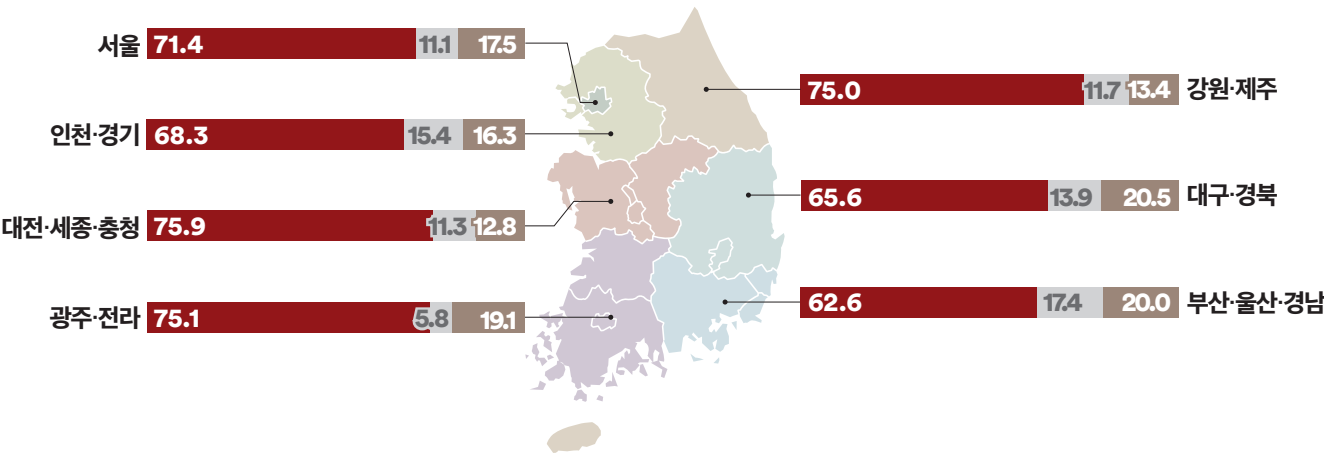 서울 71.4 11.1 17.5
인천·경기 68.3 15.4 16.3
대전·세종·충청 75.9 11.3 12.8
광주·전라 75.1 5.8 19.1
75.0 11.7 13.4 강원·제주
65.6 13.9 20.5 대구·경북
62.6 17.4 20.0 부산·울산·경남